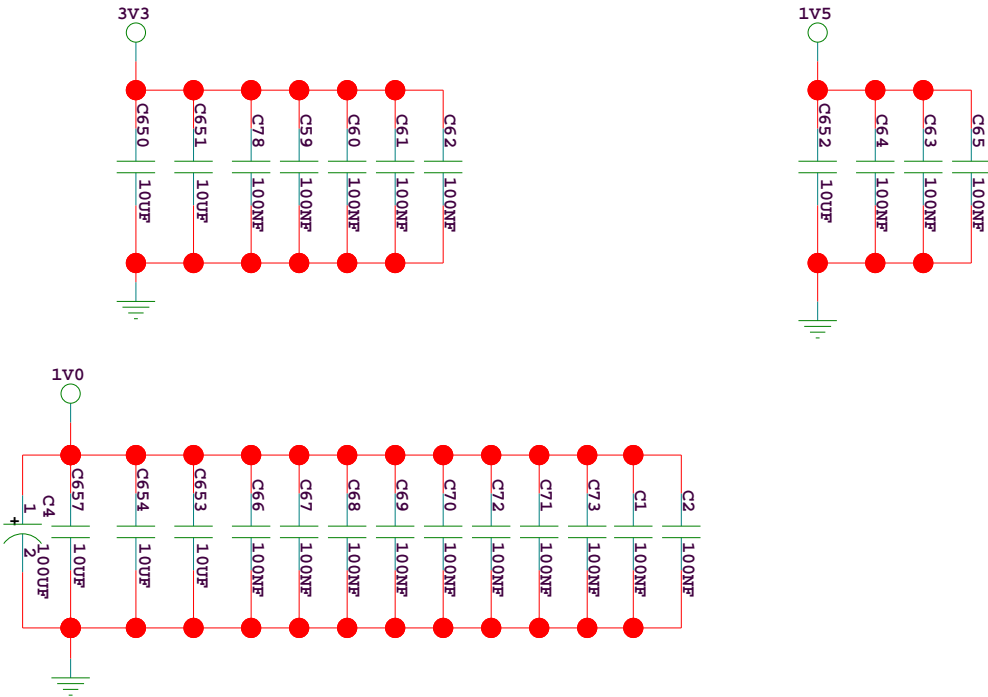 3V3
C650
10UF
C651
10UF
C78
100NF
C59
100NF
C60
100NF
C61
100NF
C62
100NF
1V5
C652
10UF
C64
100NF
C63
100NF
C65
100NF
1V0
C4
1
+
2
100UF
C657
10UF
C654
10UF
C653
10UF
C66
100NF
C67
100NF
C68
100NF
C69
100NF
C70
100NF
C72
100NF
C71
100NF
C73
100NF
C1
100NF
C2
100NF